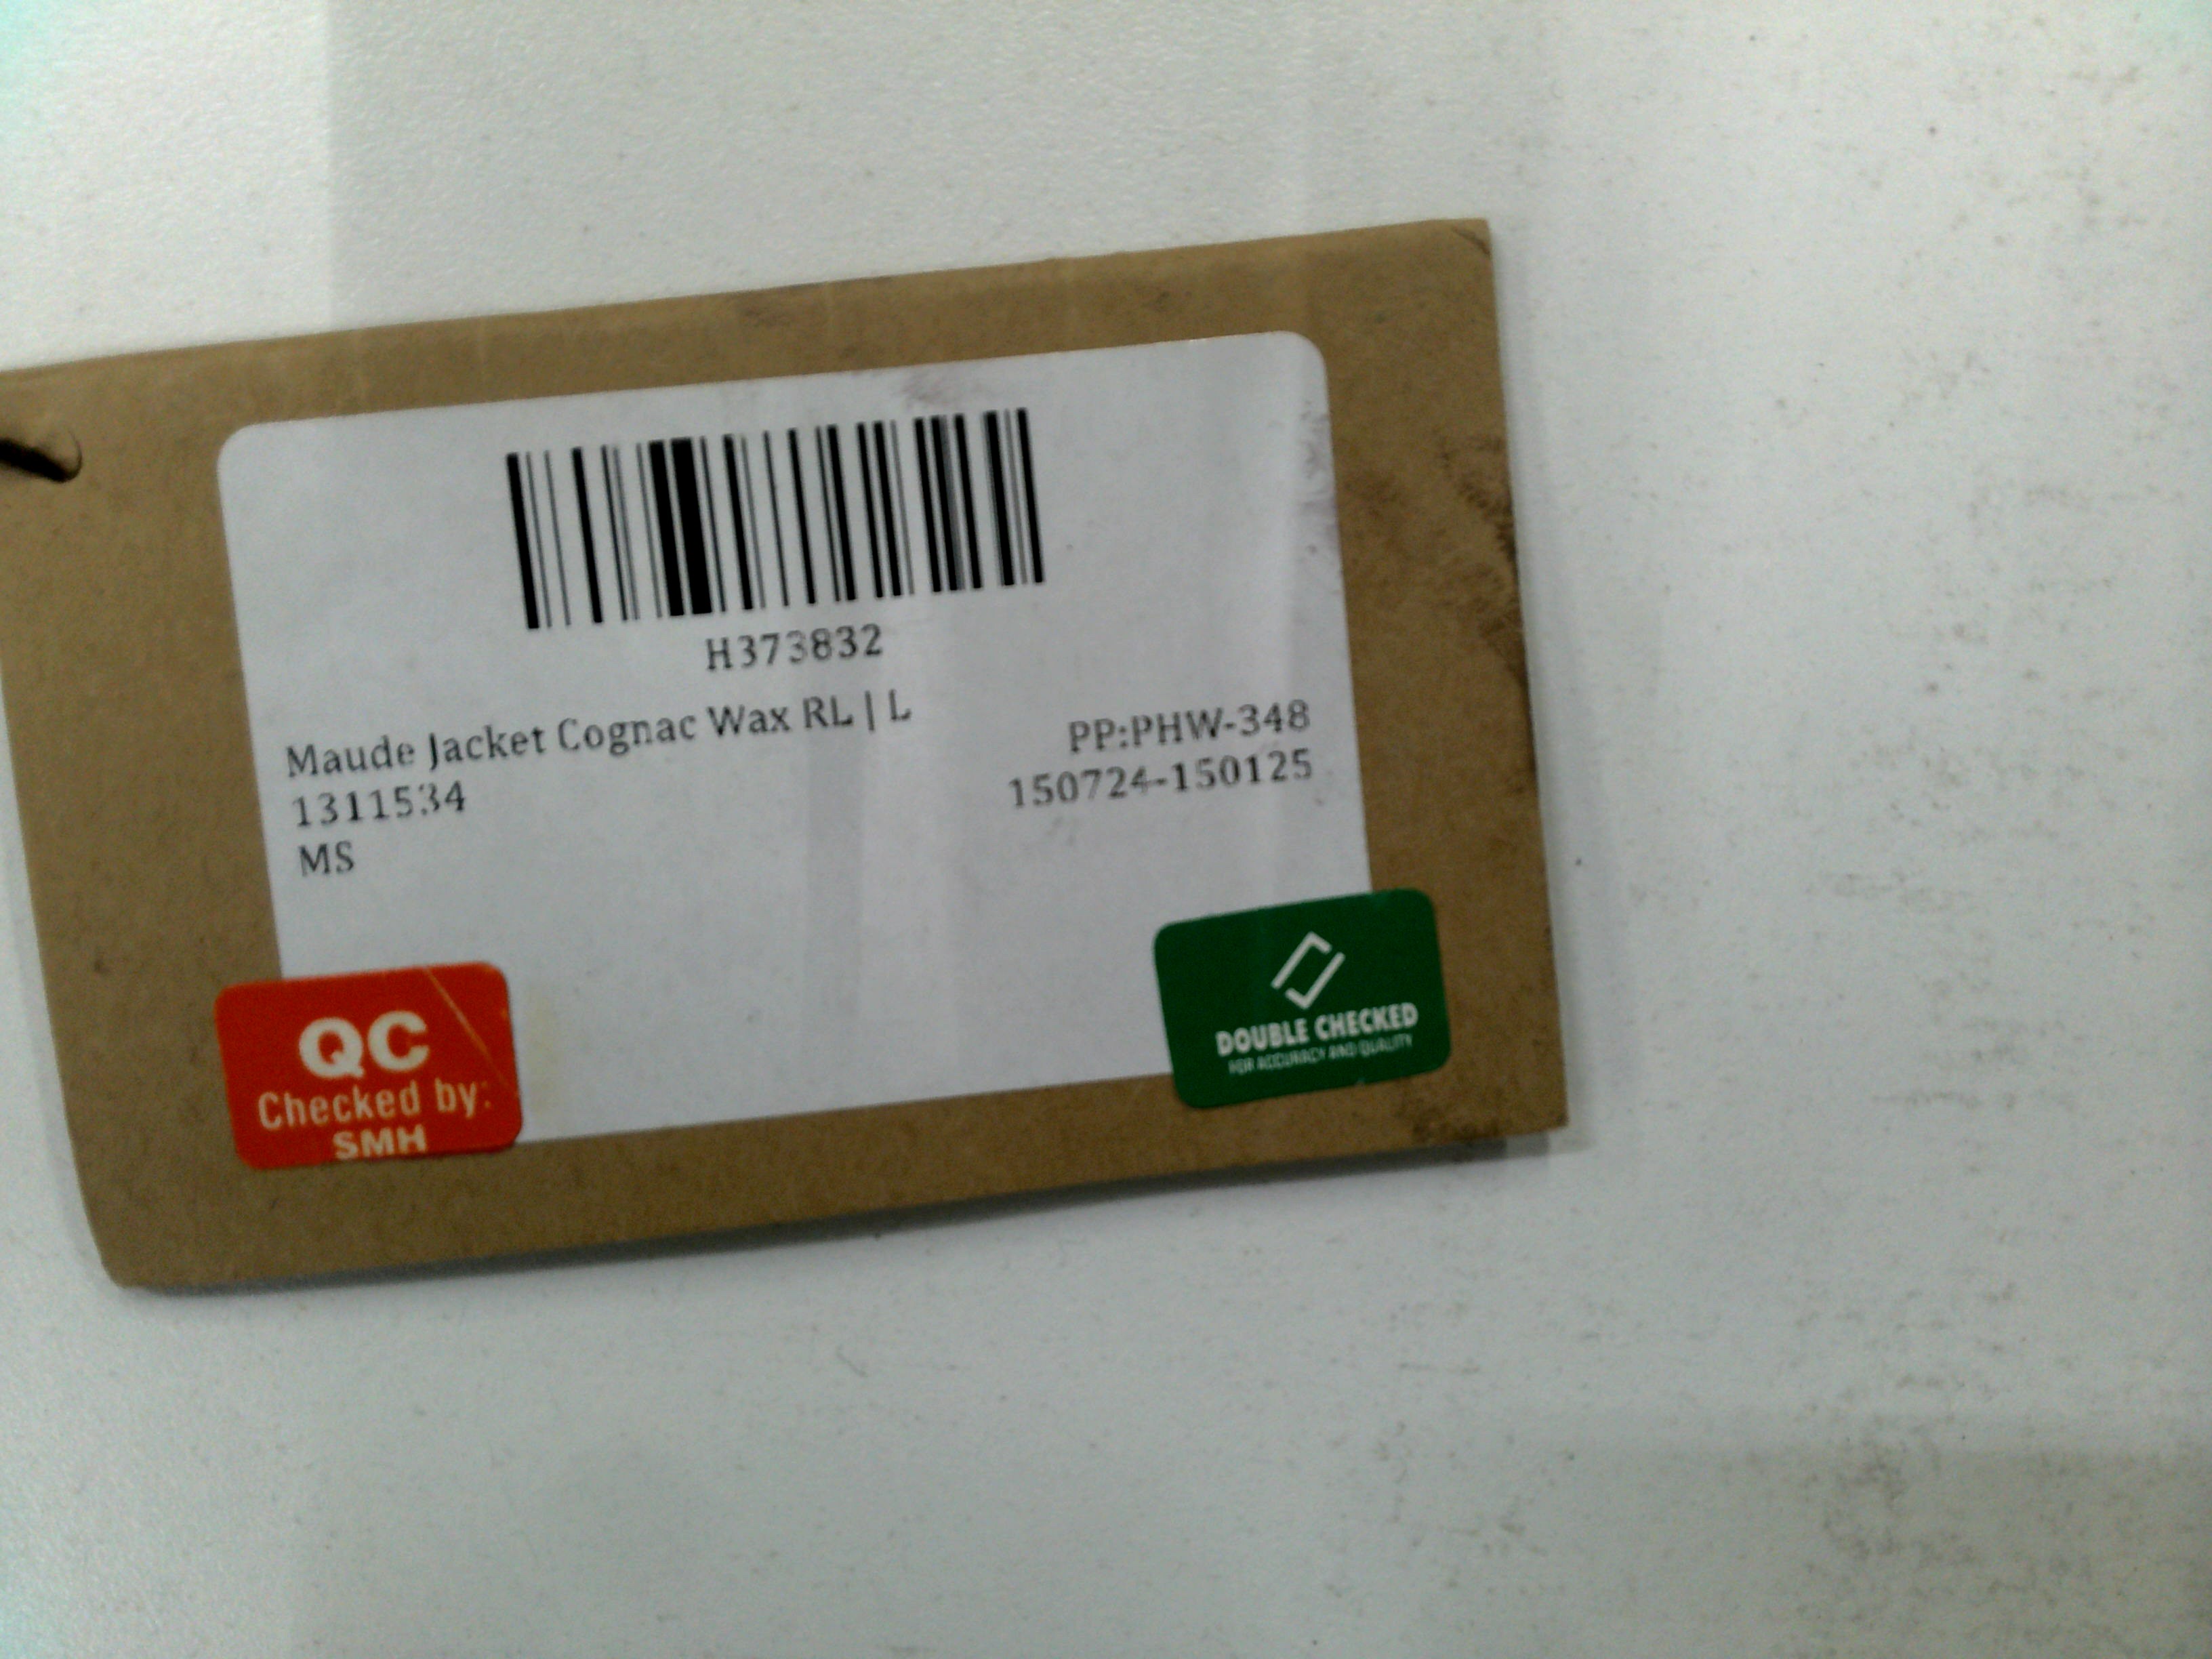 H373832
Maude Jacket Cognac Wax RL | L
PP:PHW-348
1311534
150724-150125
MS
QC
Checked by:
SMH
DOUBLE CHECKED
FOR ACCURACY AND QUALITY